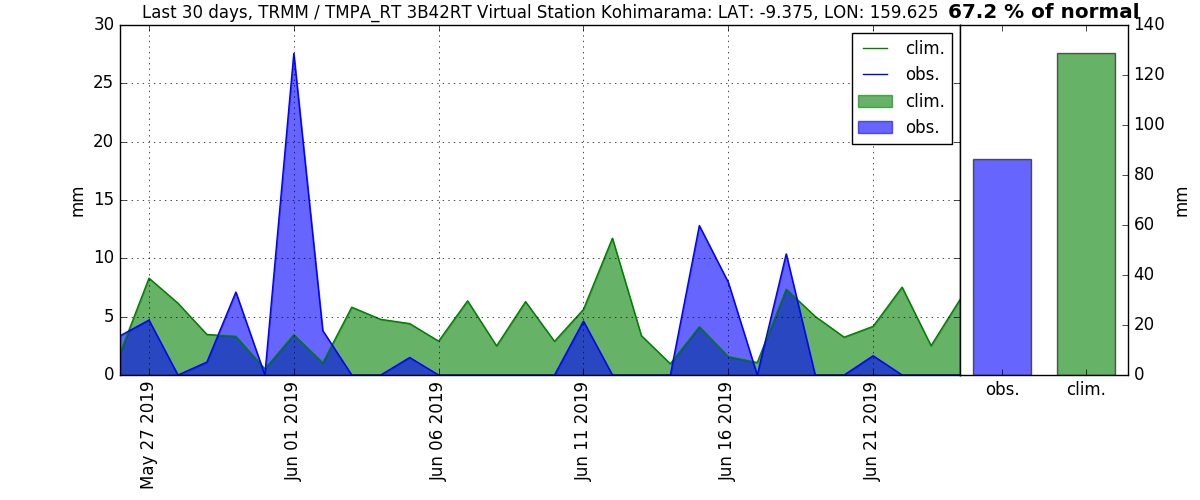 Last 30 days, TRMM / TMPA_RT 3B42RT Virtual Station Kohimarama: LAT: -9.375, LON: 159.625
67.2 % of normal
30
25
20
15
10
5
0
mm
clim.
obs.
clim.
obs.
May 27 2019
Jun 01 2019
Jun 06 2019
Jun 11 2019
Jun 16 2019
Jun 21 2019
140
120
100
80
60
40
20
0
mm
obs.
clim.